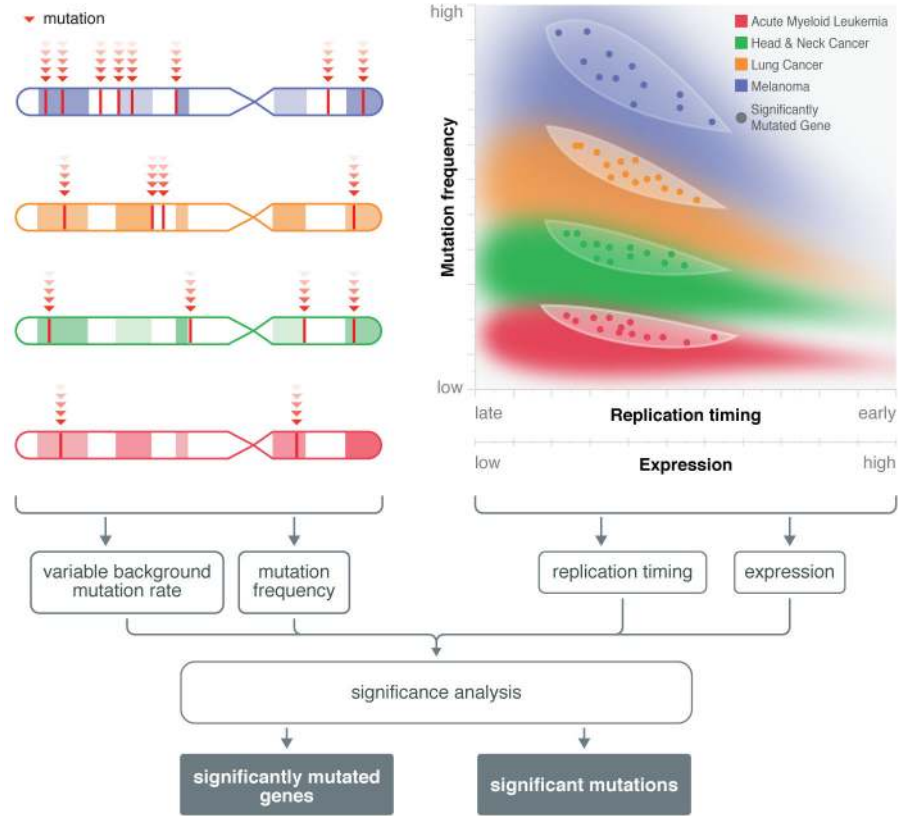 mutation
high
Acute Myeloid Leukemia
Head & Neck Cancer
Lung Cancer
Melanoma
Significantly
Mutated Gene
Mutation frequency
low
late
Replication timing
early
low
Expression
high
variable background
mutation rate
mutation
frequency
replication timing
expression
significance analysis
significantly mutated
genes
significant mutations